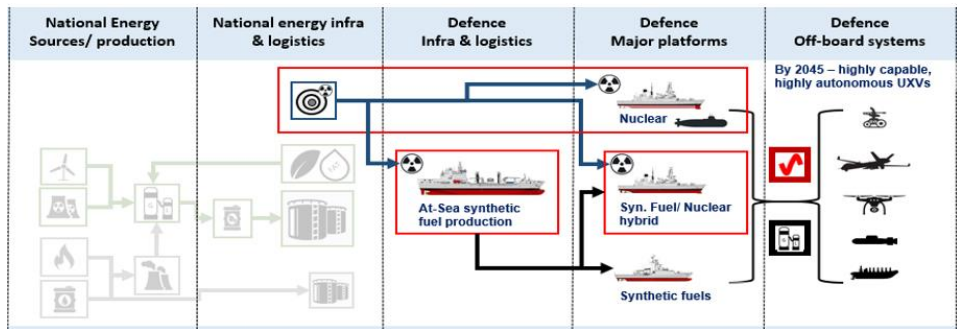 National Energy
Sources/ production
National energy infra
& logistics
Defence
Infra & logistics
Defence
Major platforms
Defence
Off-board systems
By 2045 – highly capable,
highly autonomous UXVs
Nuclear
At-Sea synthetic
fuel production
Syn. Fuel/ Nuclear
hybrid
Synthetic fuels